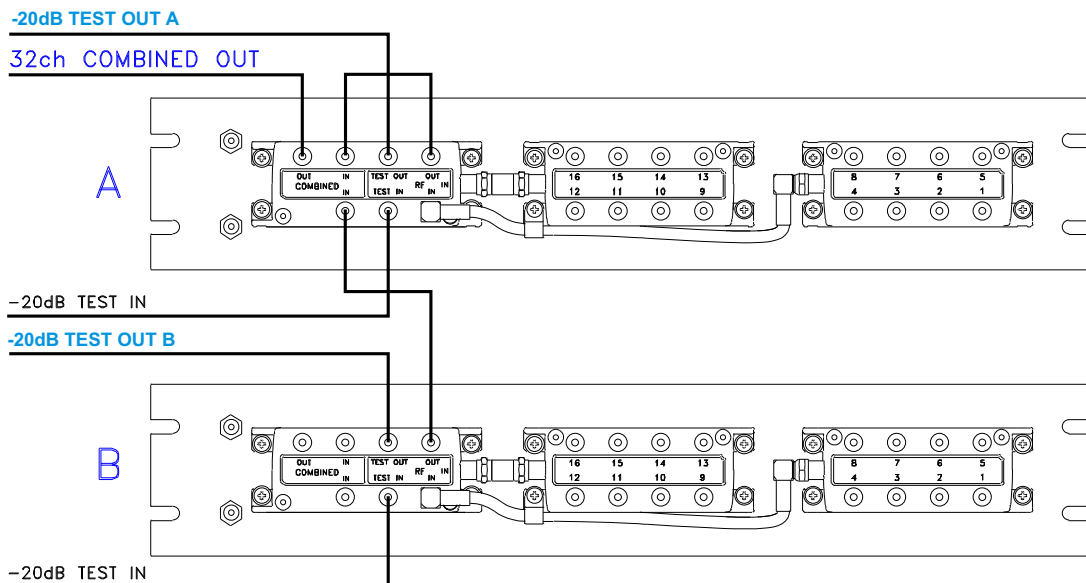 -20dB TEST OUT A
32ch COMBINED OUT
A
OUT IN TEST OUT OUT
COMBINED RF IN
IN TEST IN IN
16 15 14 13
12 11 10 9
8 7 6 5
4 3 2 1
-20dB TEST IN
-20dB TEST OUT B
B
OUT IN TEST OUT OUT
COMBINED RF IN
IN TEST IN IN
16 15 14 13
12 11 10 9
8 7 6 5
4 3 2 1
-20dB TEST IN